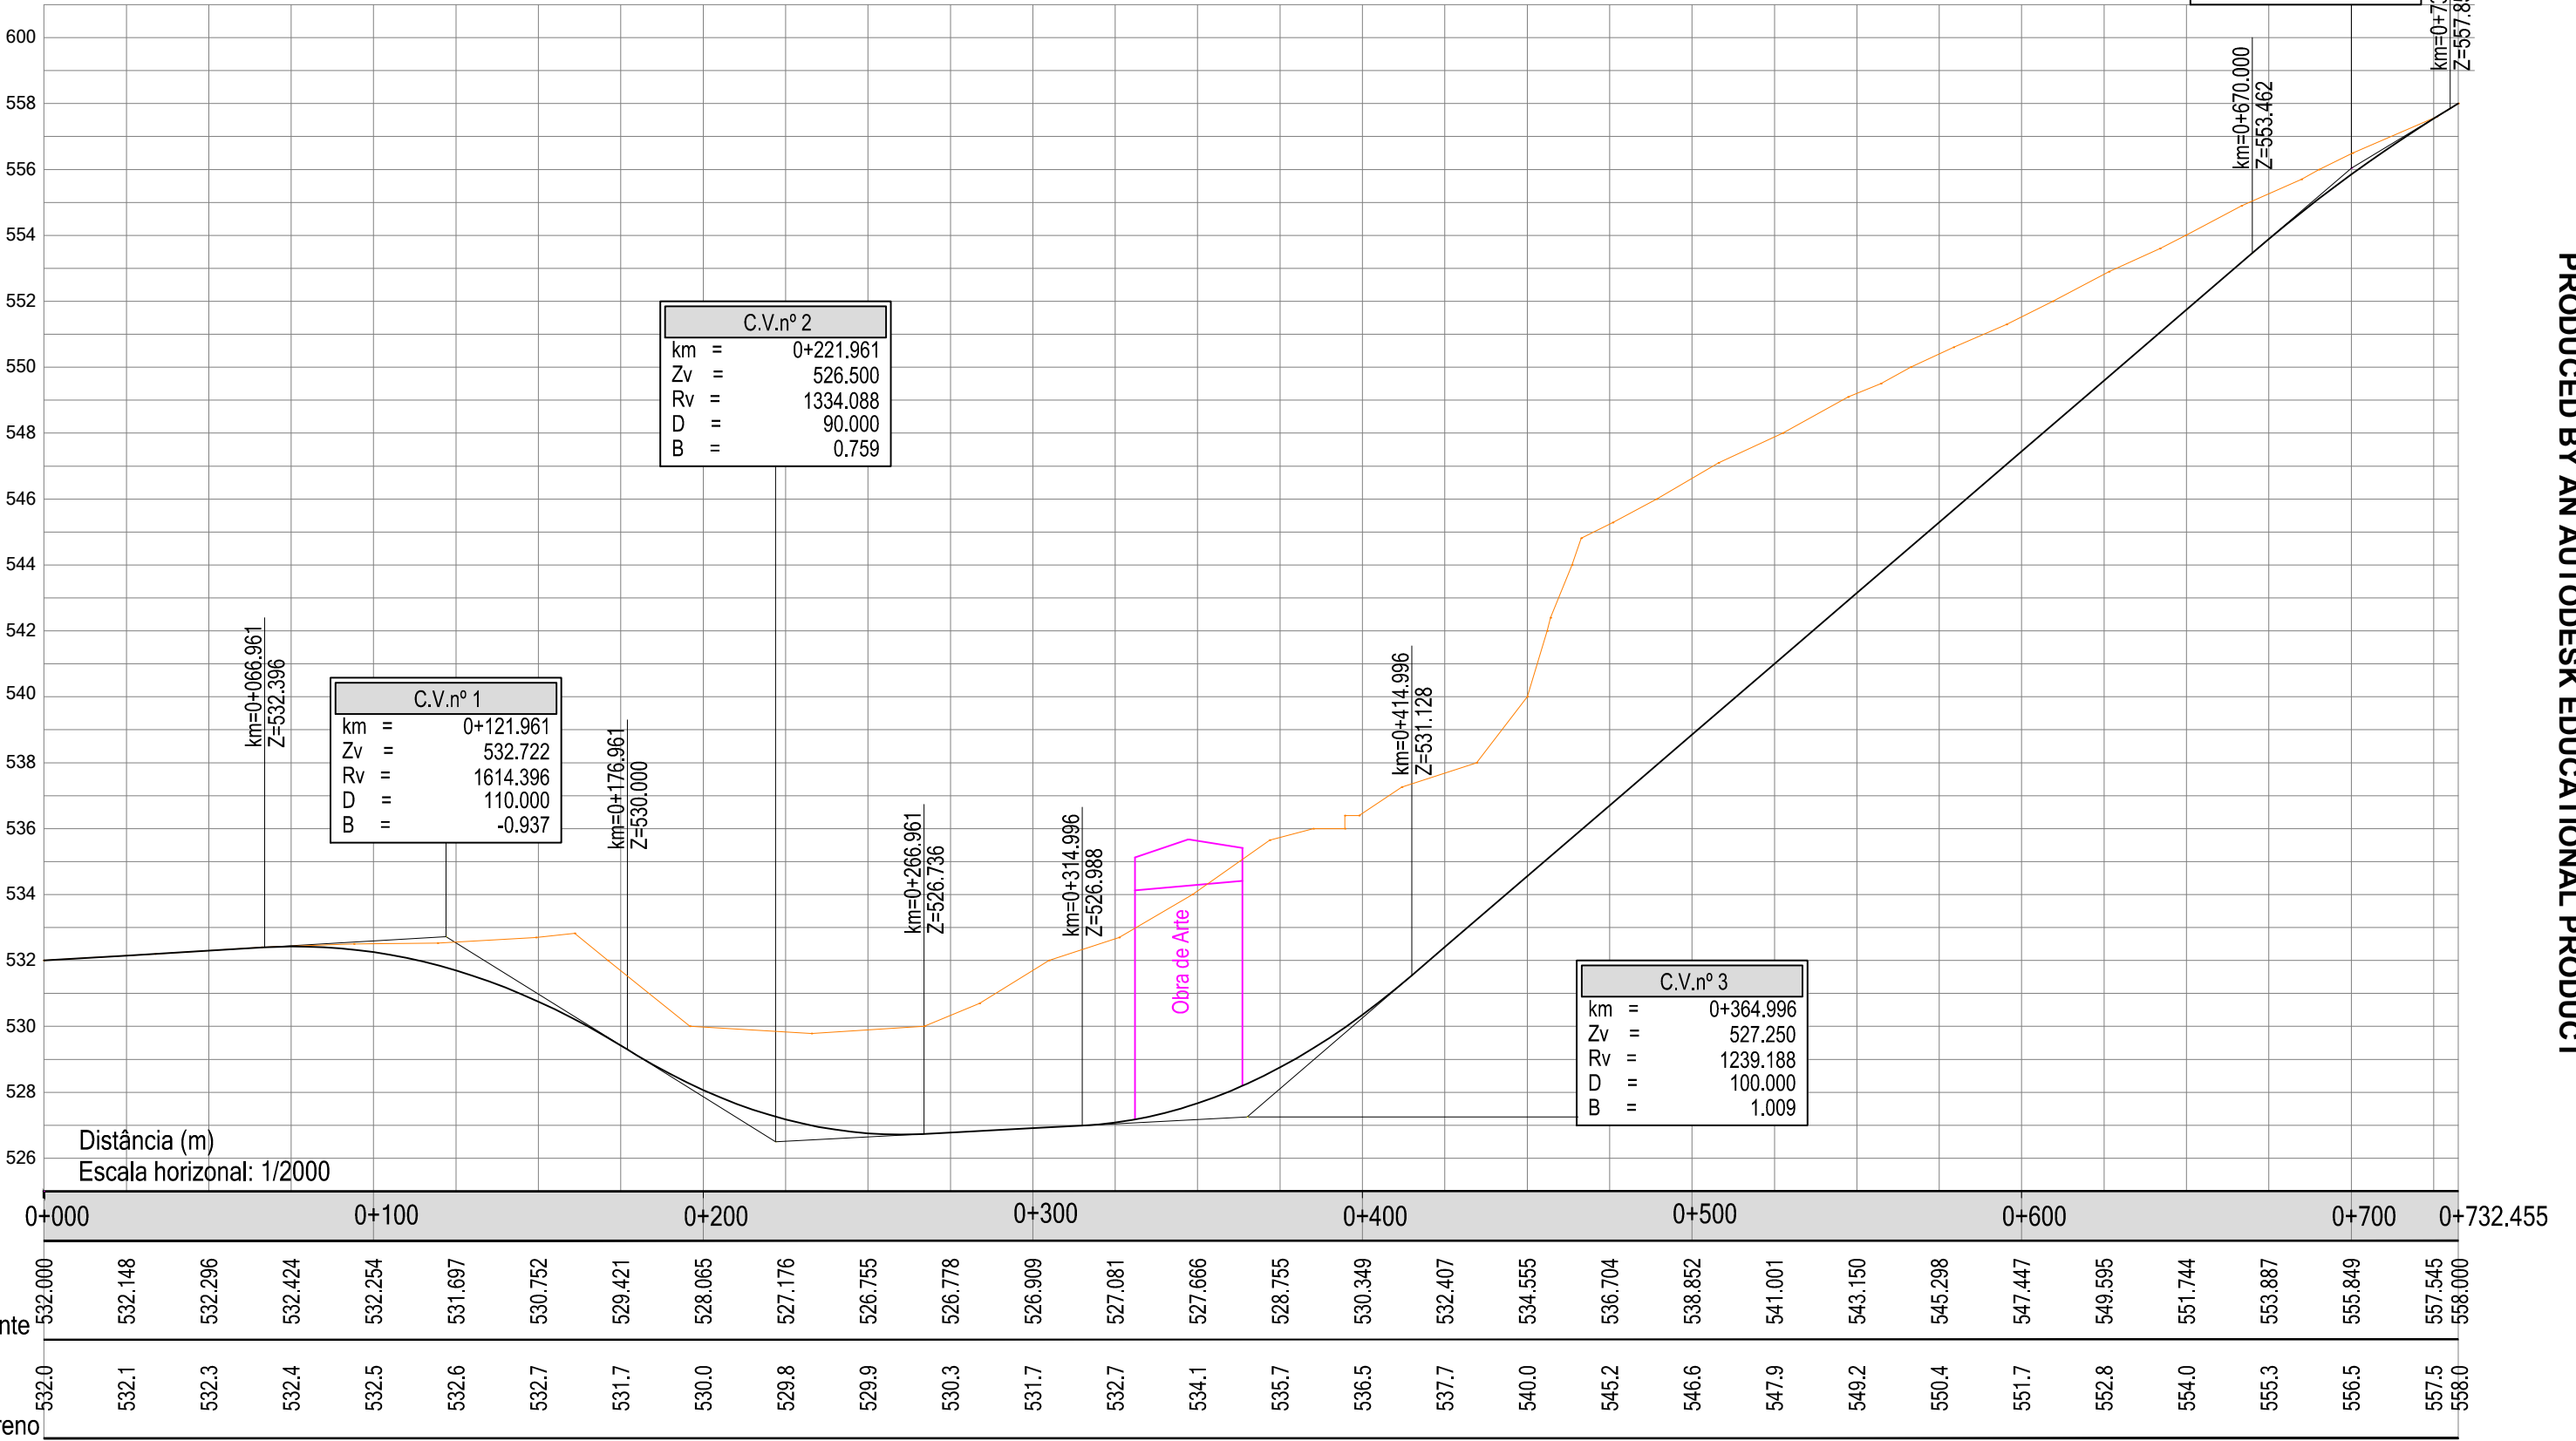 600
558
556
554
552
550
548
546
544
542
540
538
536
534
532
530
528
526
km=0+066.961
Z=532.396
C.V.nº 1
km = 0+121.961
Zv = 532.722
Rv = 1614.396
D = 110.000
B = -0.937
km=0+176.961
Z=530.000
C.V.nº 2
km = 0+221.961
Zv = 526.500
Rv = 1334.088
D = 90.000
B = 0.759
km=0+266.961
Z=526.736
km=0+314.996
Z=526.988
Obra de Arte
km=0+414.996
Z=531.128
C.V.nº 3
km = 0+364.996
Zv = 527.250
Rv = 1239.188
D = 100.000
B = 1.009
km=0+670.000
Z=553.462
PRODUCED BY AN AUTODESK EDUCATIONAL PRODUCT
Distância (m)
Escala horizonal: 1/2000
0+000 0+100 0+200 0+300 0+400 0+500 0+600 0+700 0+732.455
532.000 532.148 532.296 532.424 532.254 531.697 530.752 529.421 528.065 527.176 526.755 526.778 526.909 527.081 527.666 528.755 530.349 532.407 534.555 536.704 538.852 541.001 543.150 545.298 547.447 549.595 551.744 553.887 555.849 557.545 558.000
532.0 532.1 532.3 532.4 532.5 532.6 532.7 531.7 530.0 529.8 529.9 530.3 531.7 532.7 534.1 535.7 536.5 537.7 540.0 545.2 546.6 547.9 549.2 550.4 551.7 552.8 554.0 555.3 556.5 557.5 558.0